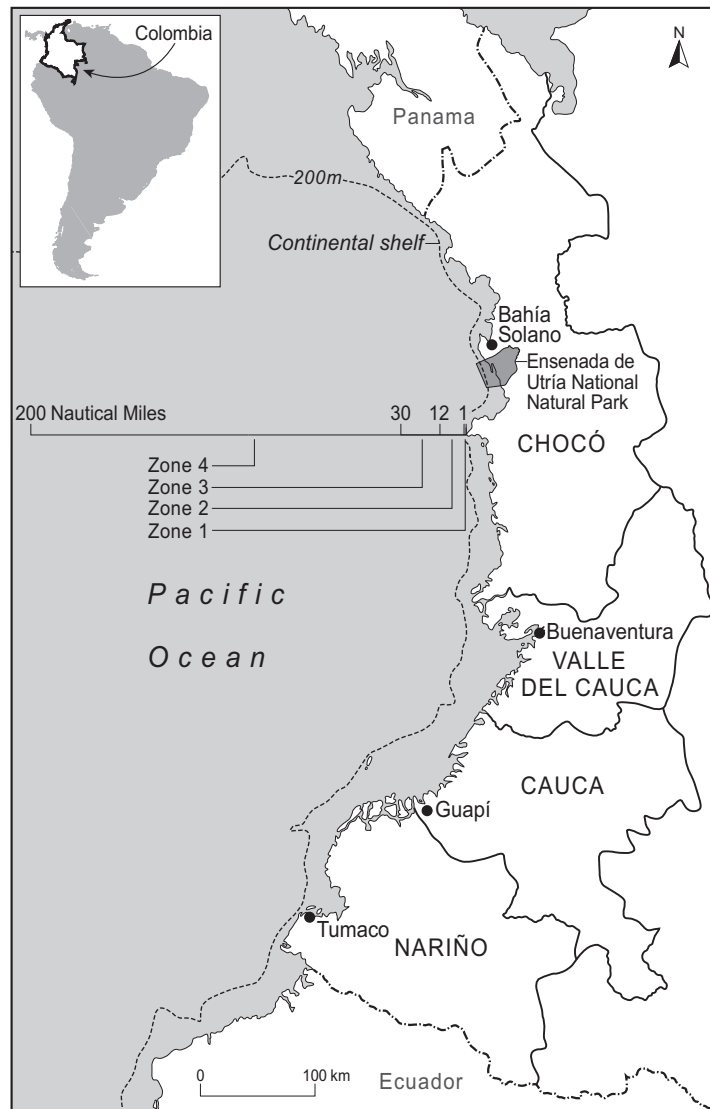 Colombia
N
Panama
200m
Continental shelf
Bahía
Solano
Ensenada de
Utría National
Natural Park
200 Nautical Miles
30
12
1
CHOCÓ
Zone 4
Zone 3
Zone 2
Zone 1
Pacific
Ocean
Buenaventura
VALLE
DEL CAUCA
CAUCA
Guapí
Tumaco
NARIÑO
0
100 km
Ecuador